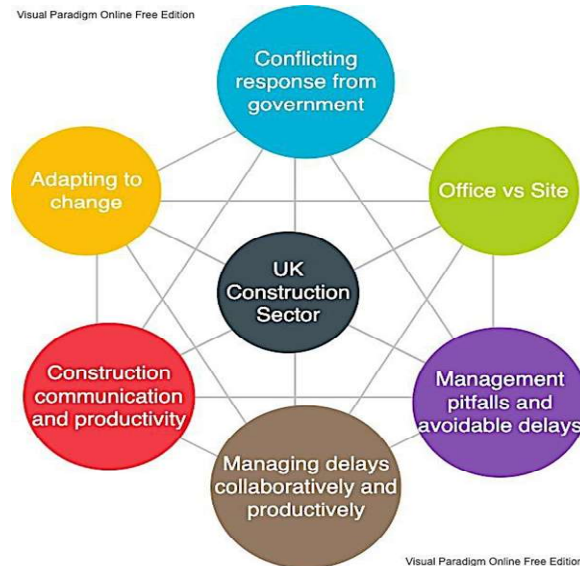 Visual Paradigm Online Free Edition
Conflicting
response from
government
Adapting to
change
Office vs Site
UK
Construction
Sector
Construction
communication
and productivity
Management
pitfalls and
avoidable delays
Managing delays
collaboratively and
productively
Visual Paradigm Online Free Edition